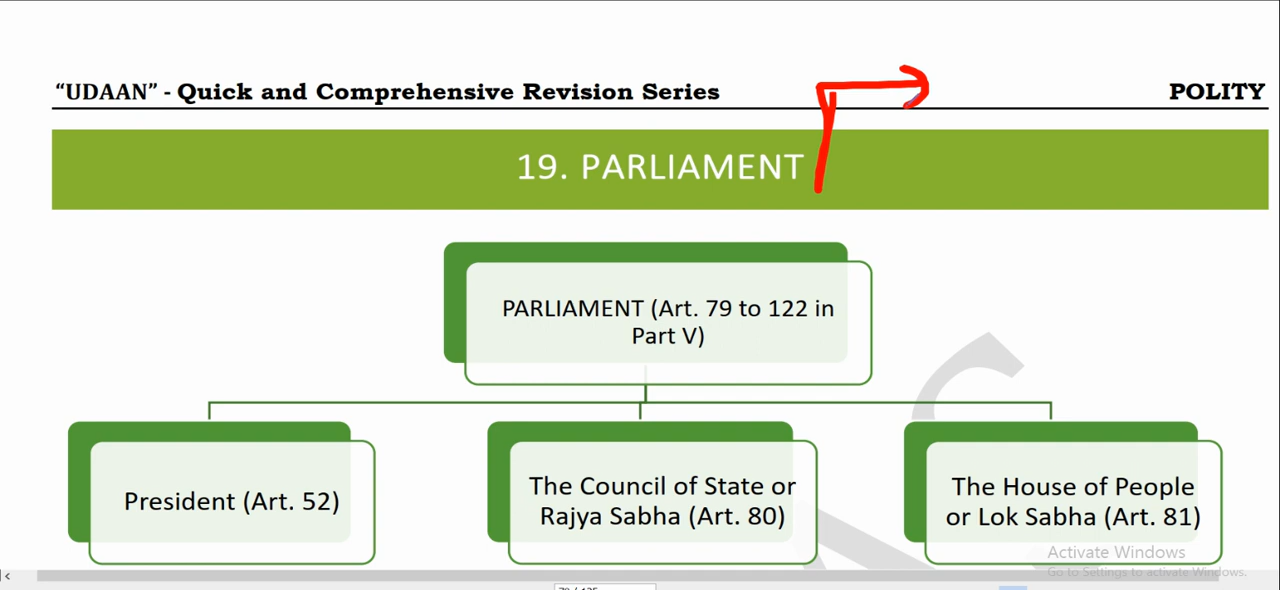 “UDAAN” - Quick and Comprehensive Revision Series POLITY
19. PARLIAMENT
PARLIAMENT (Art. 79 to 122 in
Part V)
President (Art. 52)
The Council of State or
Rajya Sabha (Art. 80)
The House of People
or Lok Sabha (Art. 81)
Activate Windows
Go to Settings to activate Windows.